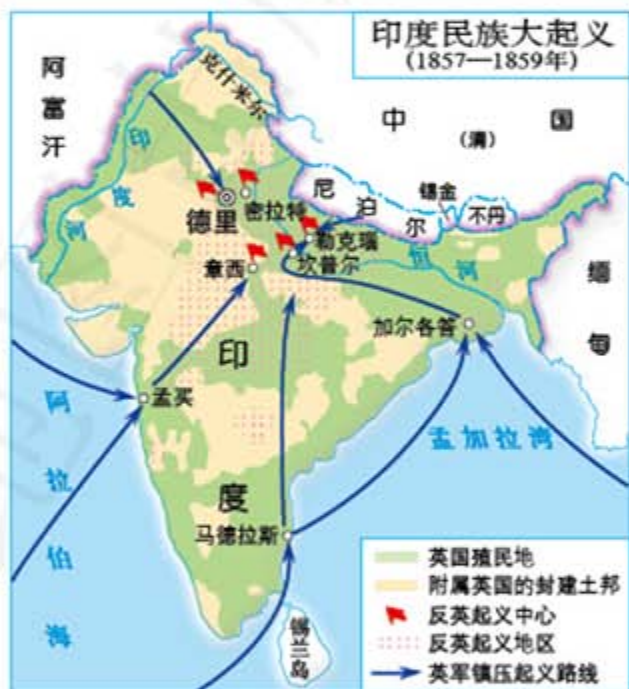 印度民族大起义
(1857—1859年)
阿富汗
克什米尔
中国
(清)
印度河
德里
密拉特
尼泊尔
锡金
不丹
勒克瑙
坎普尔
恒河
章西
加尔各答
缅甸
印度
孟买
阿拉伯海
孟加拉湾
马德拉斯
锡兰岛
英国殖民地
附属英国的封建土邦
反英起义中心
反英起义地区
英军镇压起义路线